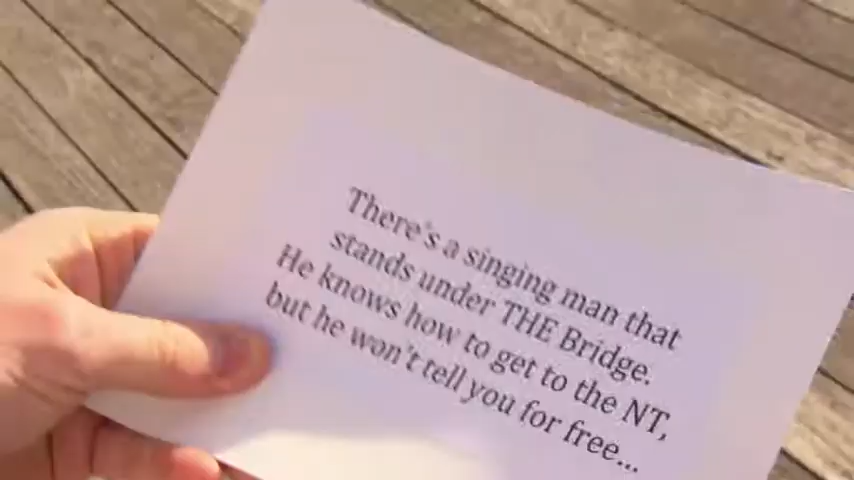 There's a singing man that
stands under THE Bridge.
He knows how to get to the NT,
but he won't tell you for free...